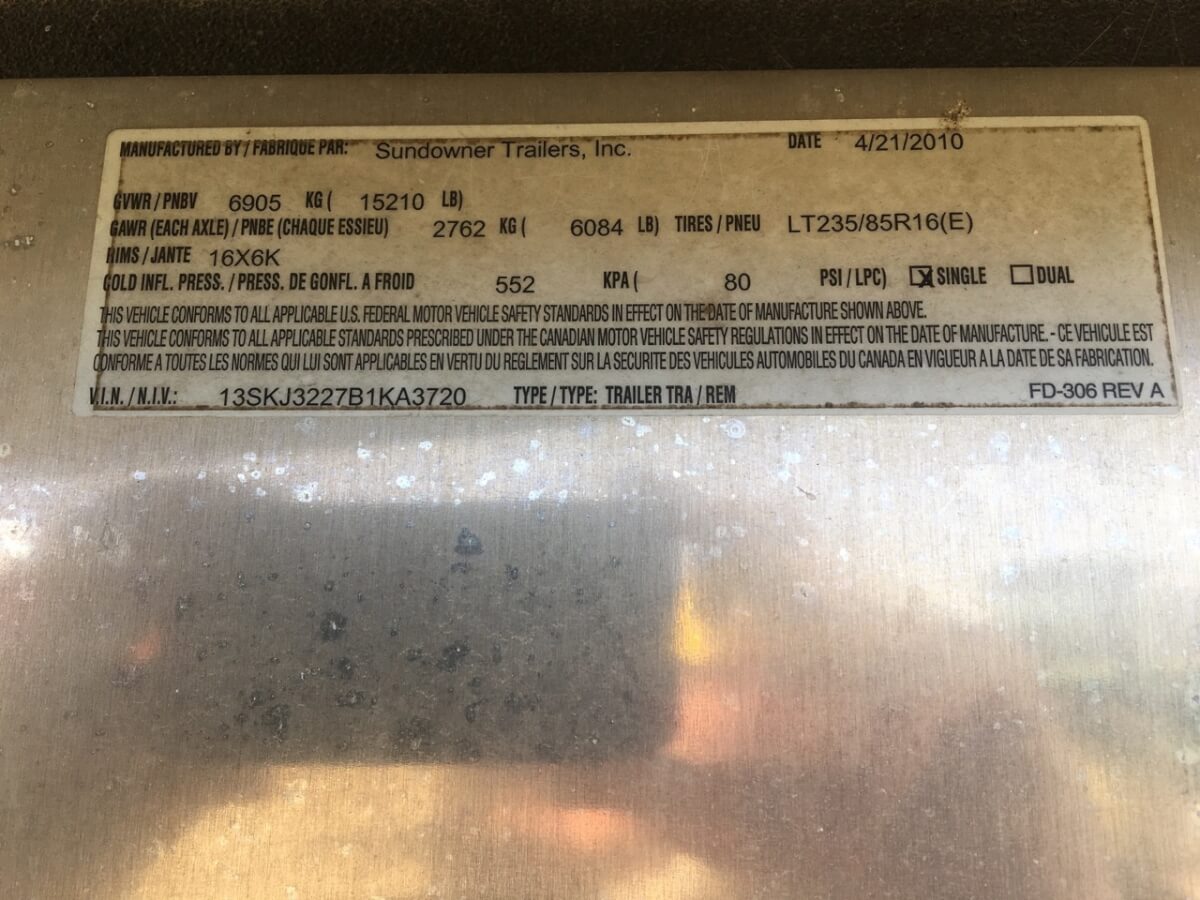 MANUFACTURED BY / FABRIQUE PAR: Sundowner Trailers, Inc. DATE 4/21/2010
GVWR / PNBV 6905 KG ( 15210 LB)
GAWR (EACH AXLE) / PNBE (CHAQUE ESSIEU) 2762 KG ( 6084 LB) TIRES / PNEU LT235/85R16(E)
RIMS / JANTE 16X6K
COLD INFL. PRESS. / PRESS. DE GONFL. A FROID 552 KPA ( 80 PSI / LPC) ☒ SINGLE ☐ DUAL
THIS VEHICLE CONFORMS TO ALL APPLICABLE U.S. FEDERAL MOTOR VEHICLE SAFETY STANDARDS IN EFFECT ON THE DATE OF MANUFACTURE SHOWN ABOVE.
THIS VEHICLE CONFORMS TO ALL APPLICABLE STANDARDS PRESCRIBED UNDER THE CANADIAN MOTOR VEHICLE SAFETY REGULATIONS IN EFFECT ON THE DATE OF MANUFACTURE. - CE VEHICULE EST
CONFORME A TOUTES LES NORMES QUI LUI SONT APPLICABLES EN VERTU DU REGLEMENT SUR LA SECURITE DES VEHICULES AUTOMOBILES DU CANADA EN VIGUEUR A LA DATE DE SA FABRICATION.
V.I.N. / N.I.V.: 13SKJ3227B1KA3720 TYPE / TYPE: TRAILER TRA / REM FD-306 REV A